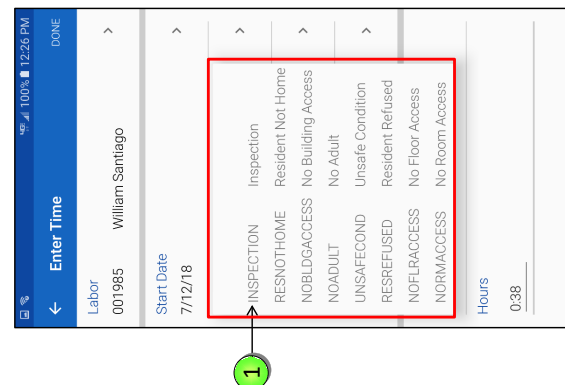 4GE 100% 12:26 PM
Enter Time DONE
Labor
001985 William Santiago
Start Date
7/12/18
INSPECTION Inspection
RESNOTHOME Resident Not Home
NOBLDGACCESS No Building Access
NOADULT No Adult
UNSAFECOND Unsafe Condition
RESREFUSED Resident Refused
NOFLRACCESS No Floor Access
NORMACCESS No Room Access
Hours
0:38
1